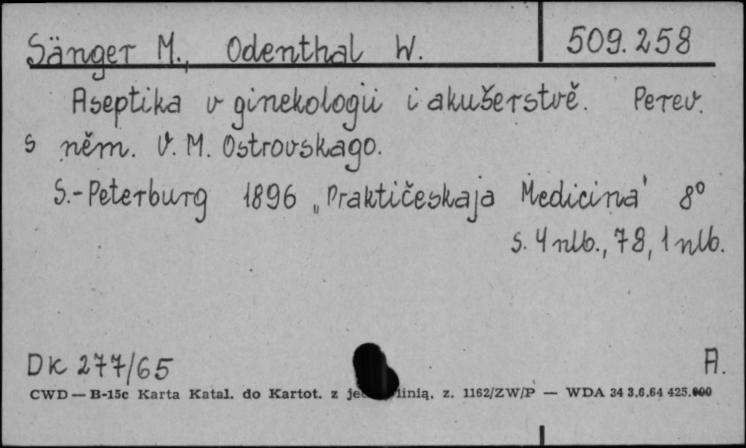 Sänger M., Odenthal W. 509.258
Aseptika v ginekologii i akušerstvě. Perev.
s něm. V. M. Ostrovskago.
S.-Peterburg 1896 „Praktičeskaja Medicina" 8°
s. 4 nlb., 78, 1 nlb.
DK 277/65 A.
CWD — B-15c Karta Katal. do Kartot. z linią, z. 1162/ZW/P — WDA 34 3.6.64 425.000